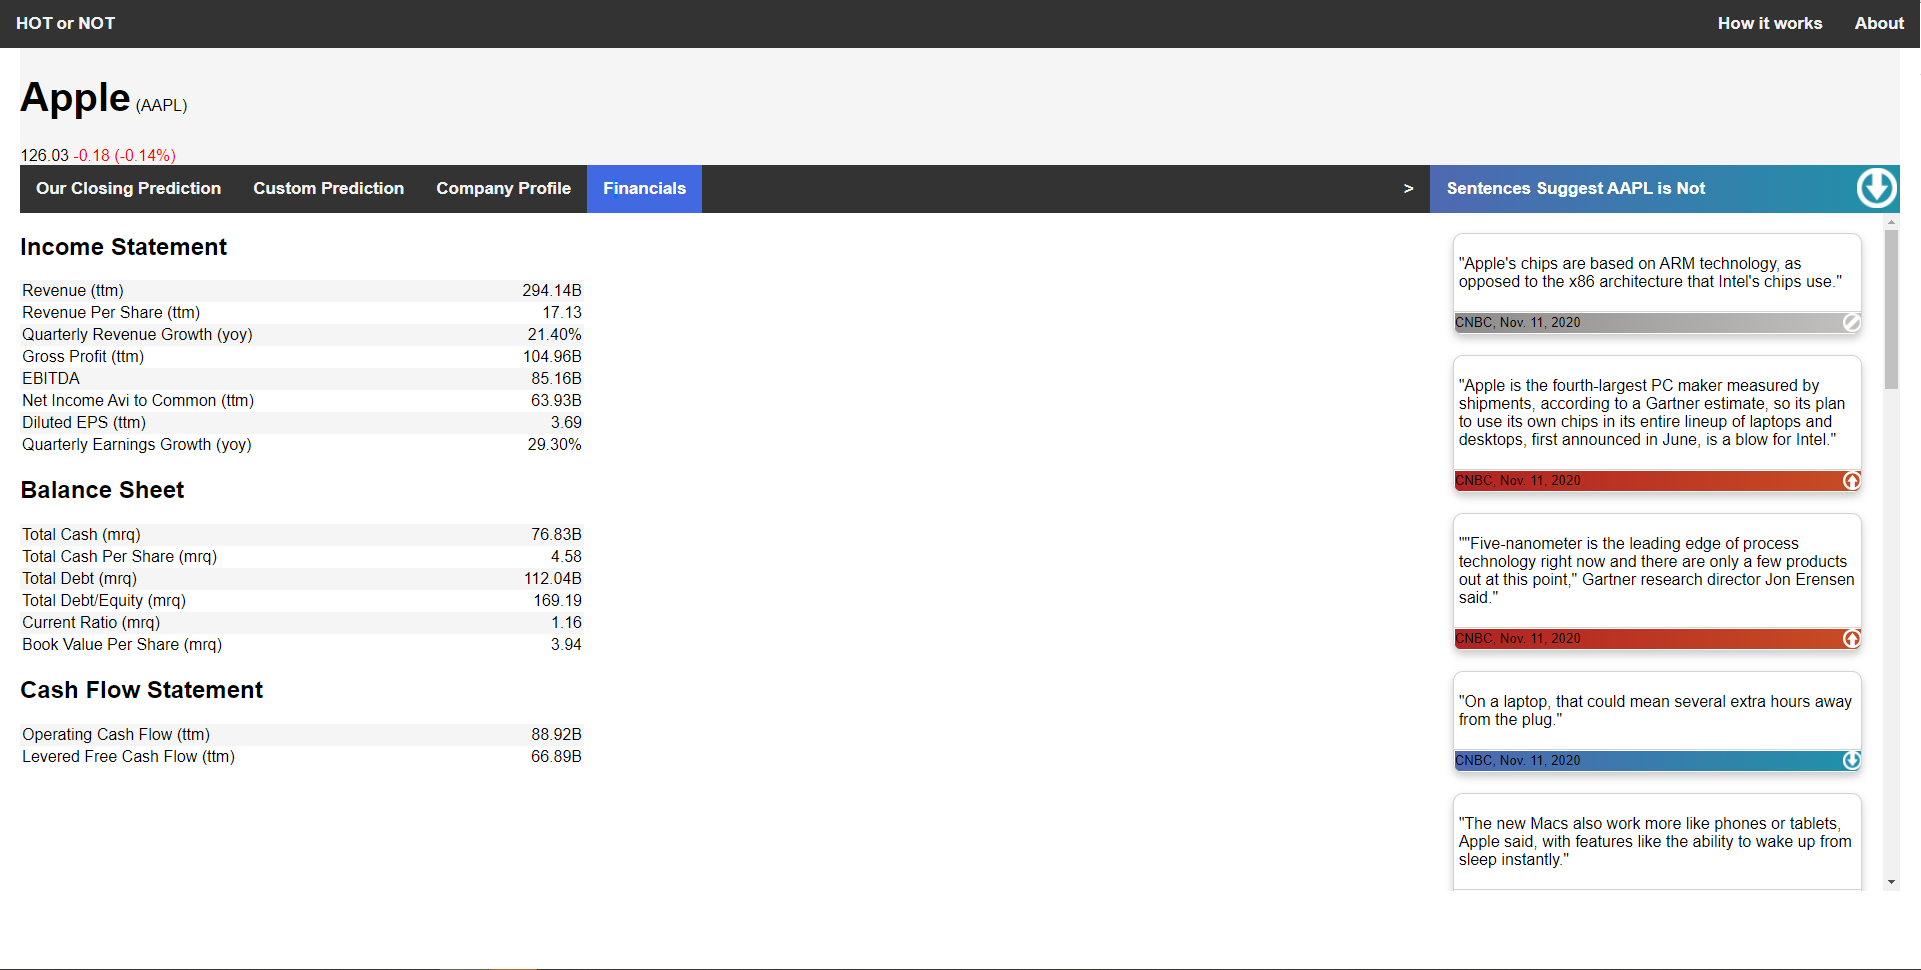 HOT or NOT
How it works
About
Apple (AAPL)
126.03 -0.18 (-0.14%)
Our Closing Prediction
Custom Prediction
Company Profile
Financials
>
Sentences Suggest AAPL is Not
Income Statement
Revenue (ttm) 294.14B
Revenue Per Share (ttm) 17.13
Quarterly Revenue Growth (yoy) 21.40%
Gross Profit (ttm) 104.96B
EBITDA 85.16B
Net Income Avi to Common (ttm) 63.93B
Diluted EPS (ttm) 3.69
Quarterly Earnings Growth (yoy) 29.30%
Balance Sheet
Total Cash (mrq) 76.83B
Total Cash Per Share (mrq) 4.58
Total Debt (mrq) 112.04B
Total Debt/Equity (mrq) 169.19
Current Ratio (mrq) 1.16
Book Value Per Share (mrq) 3.94
Cash Flow Statement
Operating Cash Flow (ttm) 88.92B
Levered Free Cash Flow (ttm) 66.89B
"Apple's chips are based on ARM technology, as
opposed to the x86 architecture that Intel's chips use."
CNBC, Nov. 11, 2020
"Apple is the fourth-largest PC maker measured by
shipments, according to a Gartner estimate, so its plan
to use its own chips in its entire lineup of laptops and
desktops, first announced in June, is a blow for Intel."
CNBC, Nov. 11, 2020
""Five-nanometer is the leading edge of process
technology right now and there are only a few products
out at this point," Gartner research director Jon Erensen
said."
CNBC, Nov. 11, 2020
"On a laptop, that could mean several extra hours away
from the plug."
CNBC, Nov. 11, 2020
"The new Macs also work more like phones or tablets,
Apple said, with features like the ability to wake up from
sleep instantly."